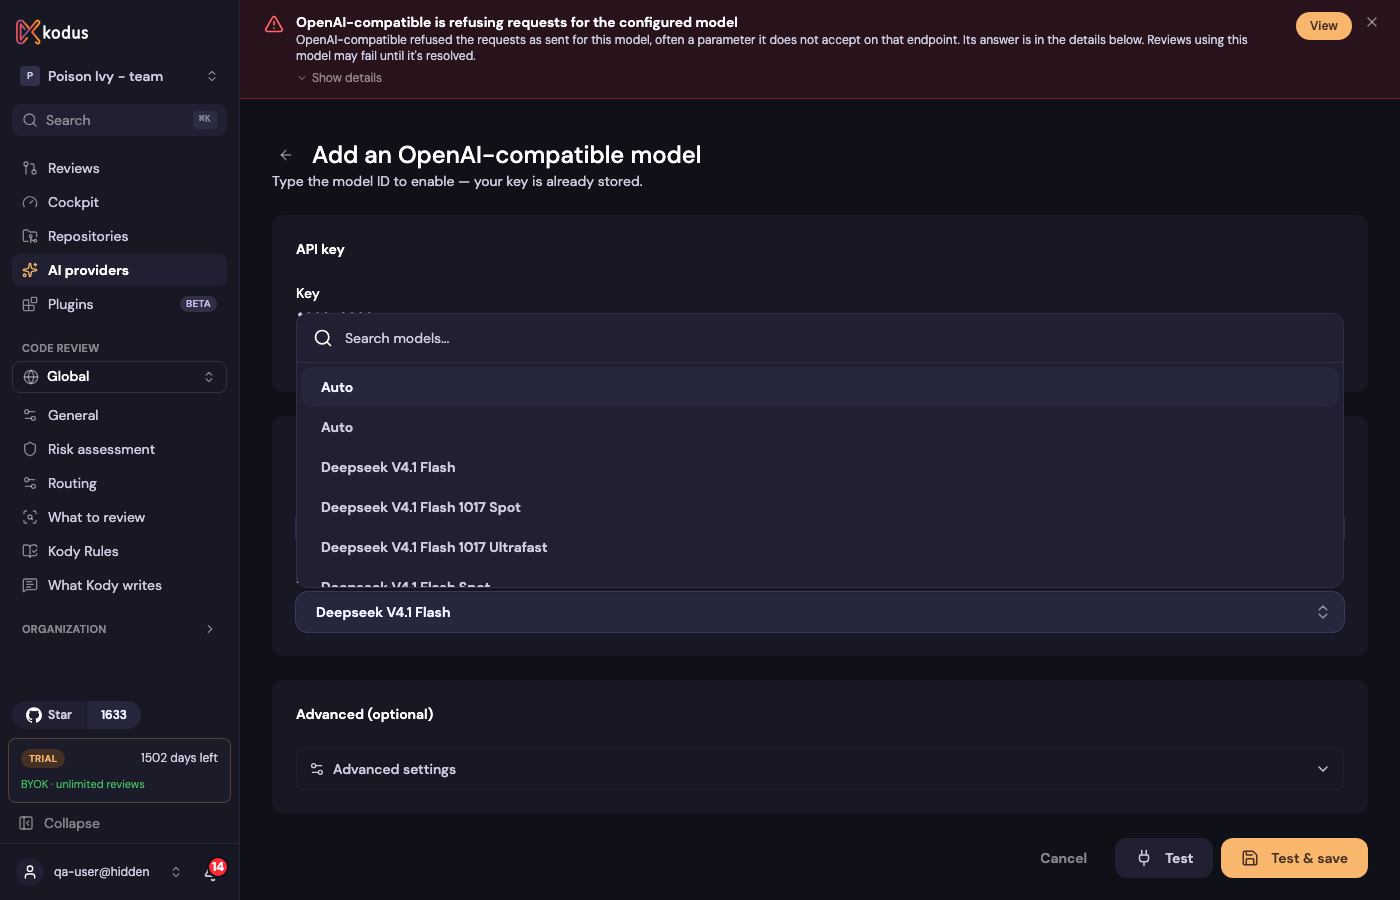 kodus
P
Poison Ivy - team
Search
⌘K
Reviews
Cockpit
Repositories
AI providers
Plugins
BETA
CODE REVIEW
Global
General
Risk assessment
Routing
What to review
Kody Rules
What Kody writes
ORGANIZATION
Star
1633
TRIAL
1502 days left
BYOK · unlimited reviews
Collapse
qa-user@hidden
14
OpenAI-compatible is refusing requests for the configured model
OpenAI-compatible refused the requests as sent for this model, often a parameter it does not accept on that endpoint. Its answer is in the details below. Reviews using this
model may fail until it's resolved.
Show details
View
Add an OpenAI-compatible model
Type the model ID to enable — your key is already stored.
API key
Key
Search models...
Auto
Auto
Deepseek V4.1 Flash
Deepseek V4.1 Flash 1017 Spot
Deepseek V4.1 Flash 1017 Ultrafast
Deepseek V4.1 Flash Spot
Deepseek V4.1 Flash
Advanced (optional)
Advanced settings
Cancel
Test
Test & save